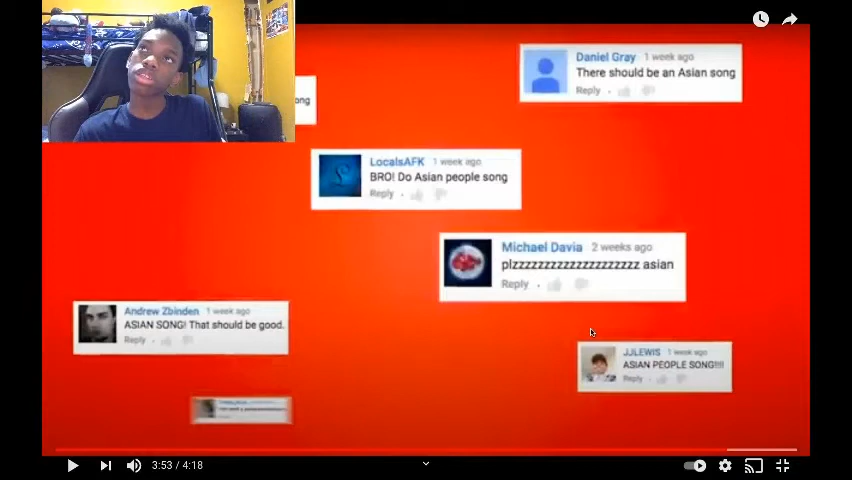 ong
Daniel Gray 1 week ago
There should be an Asian song
Reply
LocalsAFK 1 week ago
BRO! Do Asian people song
Reply
Michael Davia 2 weeks ago
plzzzzzzzzzzzzzzzzzzzzz asian
Reply
Andrew Zbinden 1 week ago
ASIAN SONG! That should be good.
Reply
JJLEWIS 1 week ago
ASIAN PEOPLE SONG!!!!
Reply
3:53 / 4:18